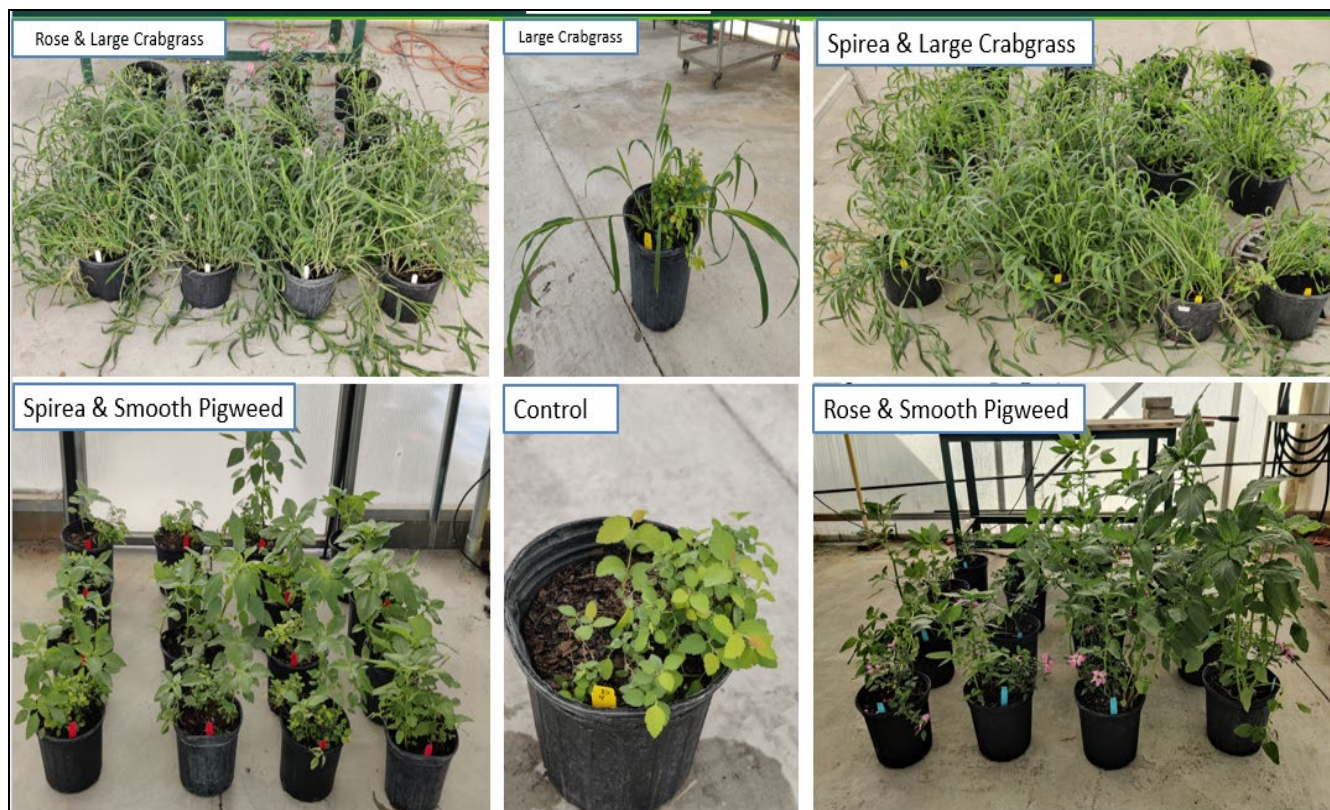 Rose & Large Crabgrass
Large Crabgrass
Spirea & Large Crabgrass
Spirea & Smooth Pigweed
Control
Rose & Smooth Pigweed